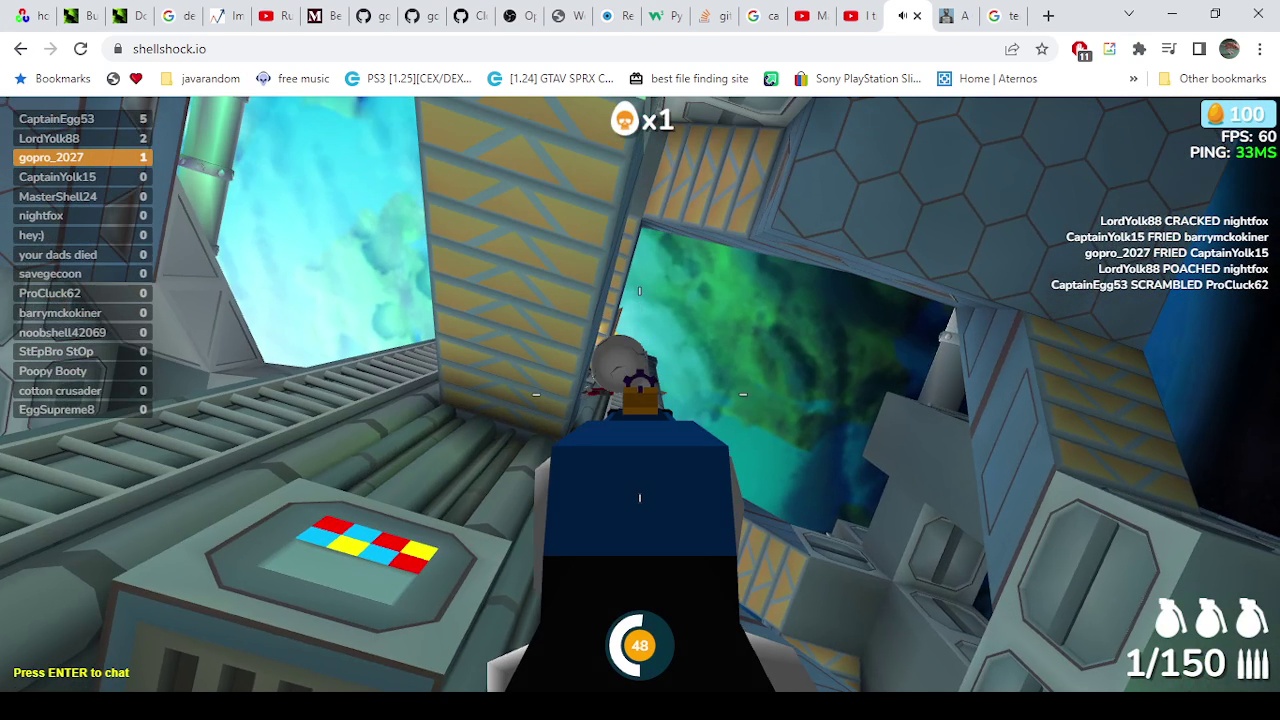 hc
Bu
Dc
de
Im
Ru
Be
gc
gc
Cl
Op
W
Re
Py
git
ca
M
I t
A
te
shellshock.io
11
Bookmarks
javarandom
free music
PS3 [1.25][CEX/DEX...
[1.24] GTAV SPRX C...
best file finding site
Sony PlayStation Sli...
Home | Aternos
»
Other bookmarks
CaptainEgg53 5
LordYolk88 2
gopro_2027 1
CaptainYolk15 0
MasterShell24 0
nightfox 0
hey:) 0
your dads died 0
savegecoon 0
ProCluck62 0
barrymckokiner 0
noobshell42069 0
StEpBro StOp 0
Poopy Booty 0
cotton crusader 0
EggSupreme8 0
x1
100
FPS: 60
PING: 33MS
LordYolk88 CRACKED nightfox
CaptainYolk15 FRIED barrymckokiner
gopro_2027 FRIED CaptainYolk15
LordYolk88 POACHED nightfox
CaptainEgg53 SCRAMBLED ProCluck62
48
1/150
Press ENTER to chat